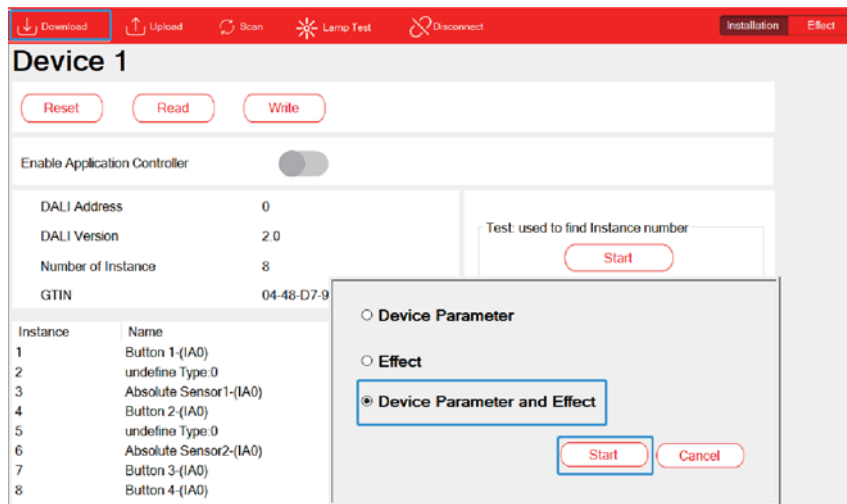 Download Upload Scan Lamp Test Disconnect Installation Effect
Device 1
Reset Read Write
Enable Application Controller
DALI Address 0
DALI Version 2.0
Number of Instance 8
GTIN 04-48-D7-9
Test: used to find Instance number
Start
Instance Name
1 Button 1-(IA0)
2 undefine Type:0
3 Absolute Sensor1-(IA0)
4 Button 2-(IA0)
5 undefine Type:0
6 Absolute Sensor2-(IA0)
7 Button 3-(IA0)
8 Button 4-(IA0)
Device Parameter
Effect
Device Parameter and Effect
Start Cancel